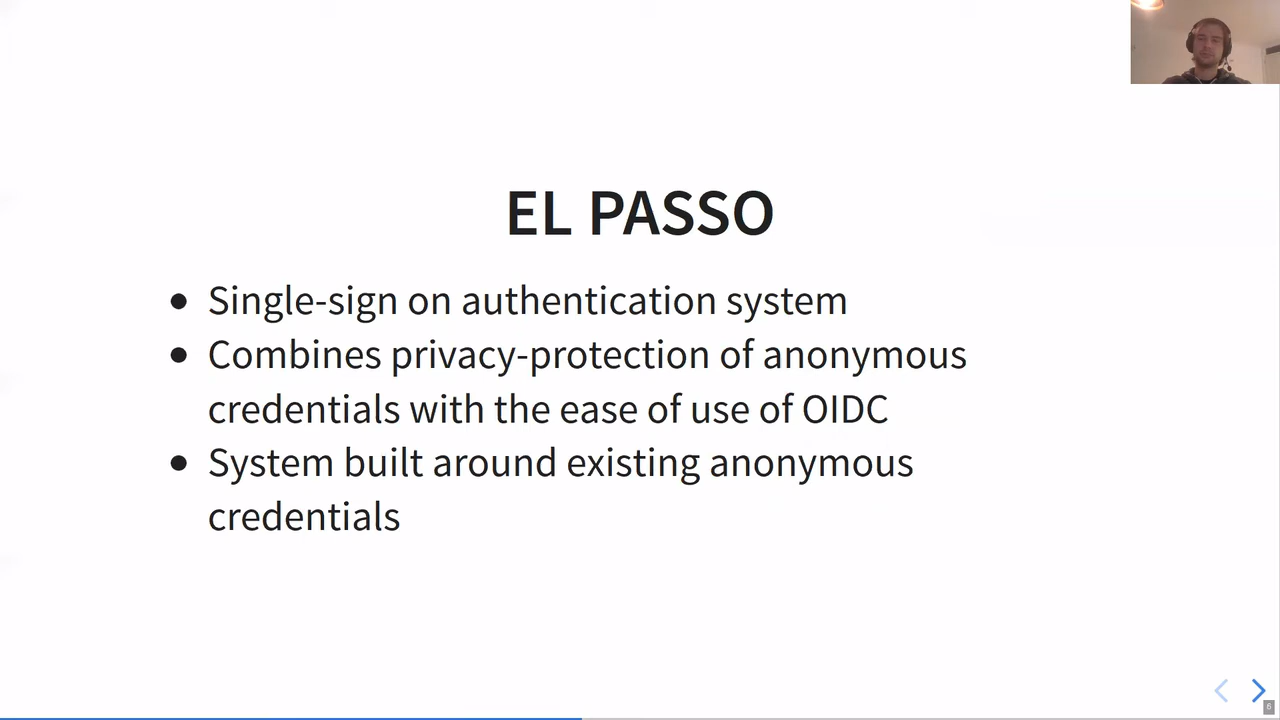 EL PASSO
Single-sign on authentication system
Combines privacy-protection of anonymous
credentials with the ease of use of OIDC
System built around existing anonymous
credentials
6